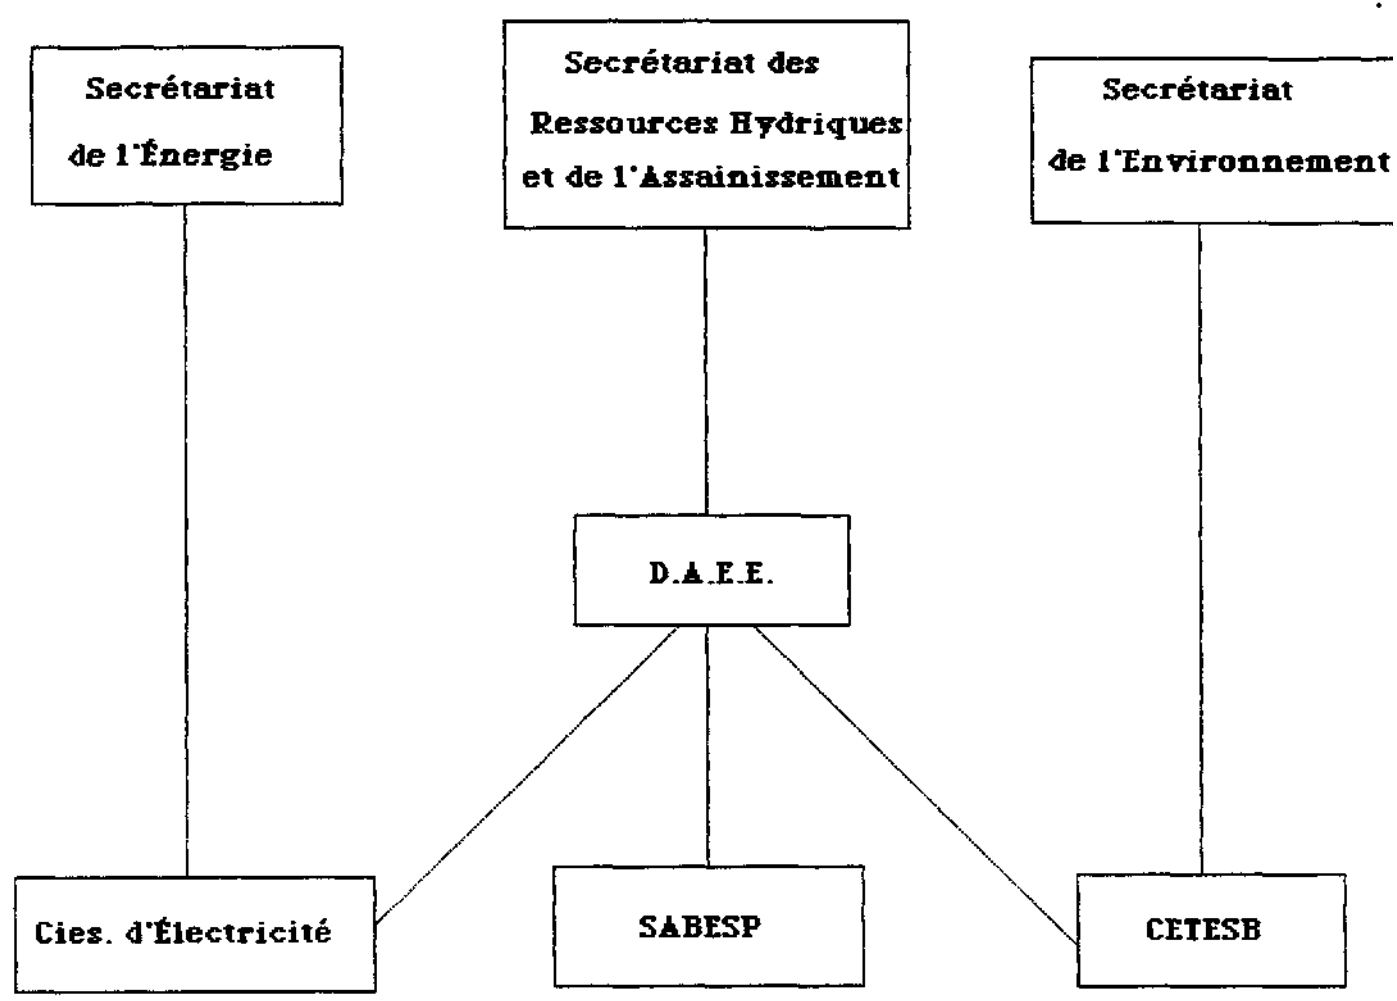 Secrétariat
de l'Énergie
Secrétariat des
Ressources Hydriques
et de l'Assainissement
Secrétariat
de l'Environnement
D.A.E.E.
Cies. d'Électricité
SABESP
CETESB